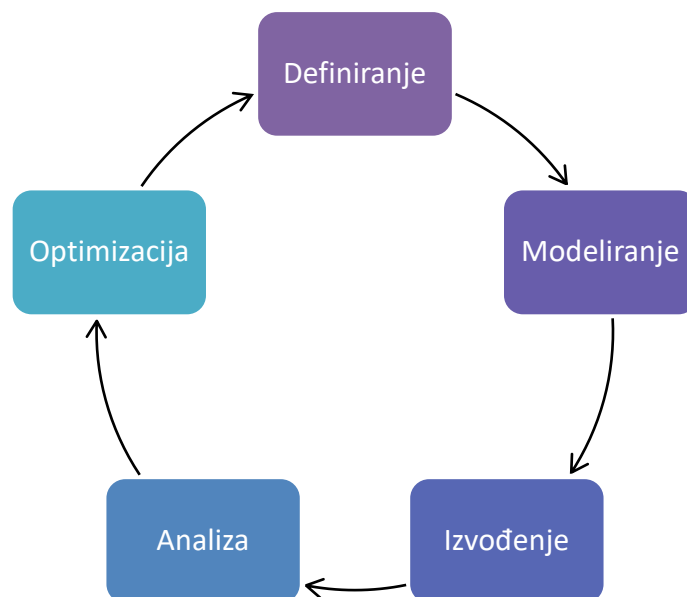 Definiranje
Modeliranje
Izvođenje
Analiza
Optimizacija